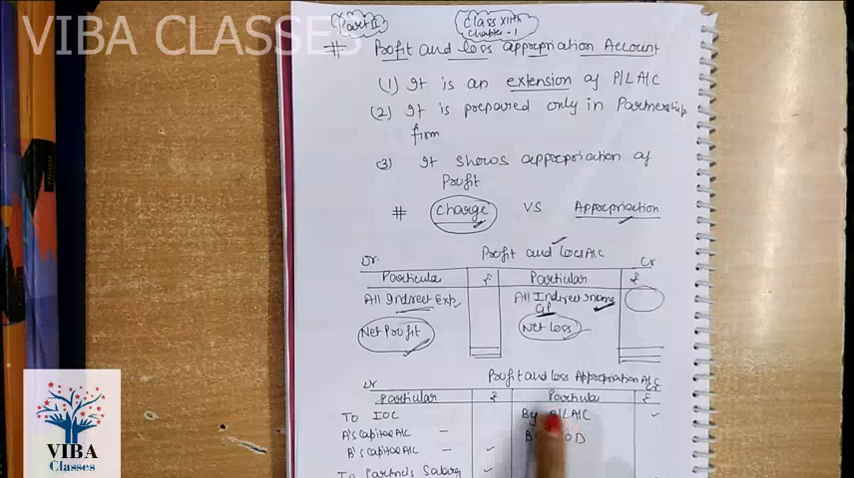 VIBA CLASSES
Part II
Class XIIth
Chapter - 1
# Profit and loss appropriation Account
(1) It is an extension of P/L A/C
(2) It is prepared only in Partnership
firm
(3) It shows appropriation of
Profit
# Charge VS Appropriation
Profit and Loss A/C
Dr. Cr
Particular ₹ Particular ₹
All Indirect Exp. All Indirect Income
GP
Net Profit Net Loss
Profit and loss Appropriation A/C
Dr Cr
Particular ₹ Particular ₹
To IOC By P/L A/C
A's Capital A/C - OD
B's Capital A/C -
To Partners Salary
VIBA
Classes